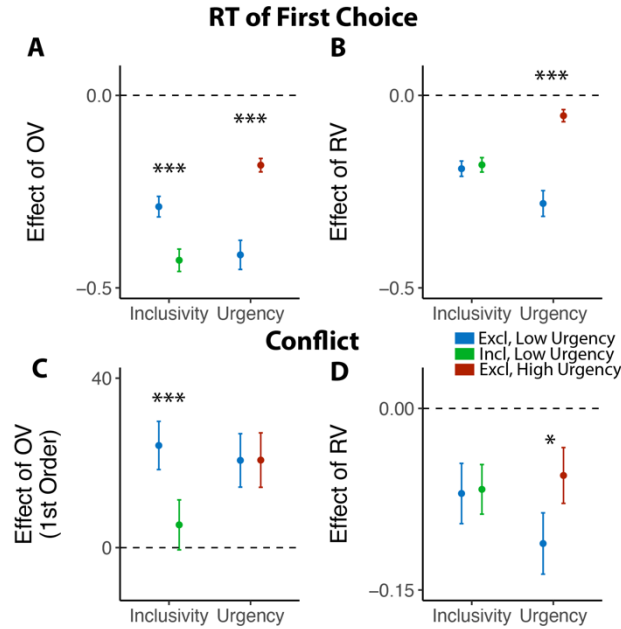 RT of First Choice
A
B
0.0
***
***
Effect of OV
−0.5
Inclusivity Urgency
0.0
***
Effect of RV
−0.5
Inclusivity Urgency
Conflict
Excl, Low Urgency
Incl, Low Urgency
Excl, High Urgency
C
D
40
***
Effect of OV
(1st Order)
0
Inclusivity Urgency
0.00
*
Effect of RV
−0.15
Inclusivity Urgency